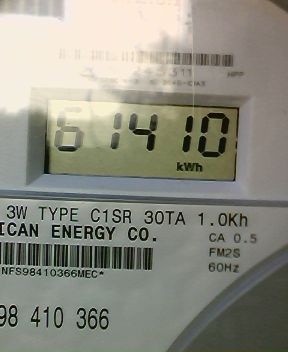 61410
kWh
3W TYPE C1SR 30TA 1.0Kh
ICAN ENERGY CO.
CA 0.5
FM2S
NFS98410366MEC*
60Hz
98 410 366